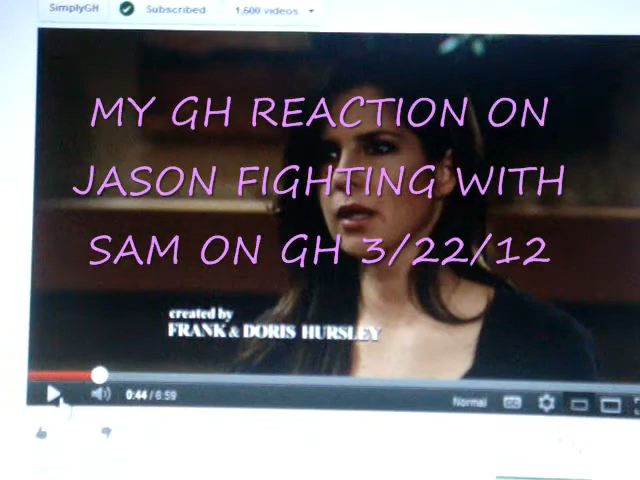 SimplyGH Subscribed 1,600 videos
MY GH REACTION ON
JASON FIGHTING WITH
SAM ON GH 3/22/12
created by
FRANK & DORIS HURSLEY
0:44 / 6:59 Normal CC